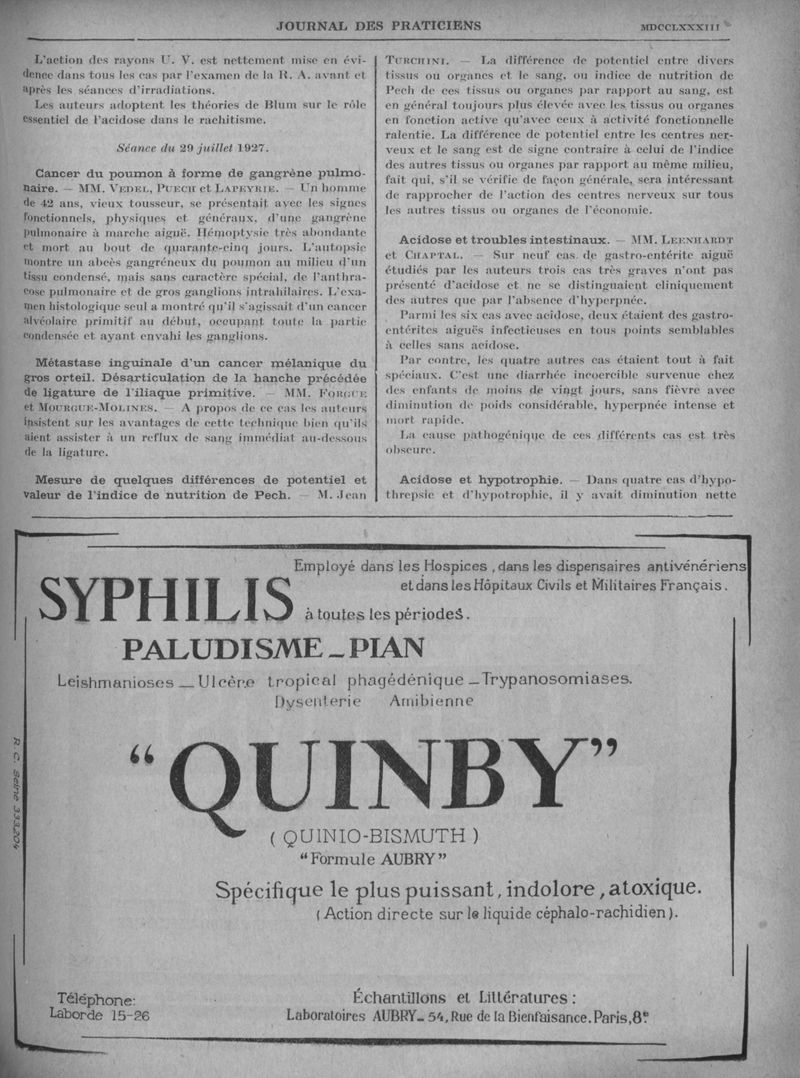 JOURNAL DES PRATICIENS
MDCCLXXXIII
L'action des rayons U. V. est nettement mise en évi-
dence dans tous les cas par l'examen de la R. A. avant et
après les séances d'irradiations.
Les auteurs adoptent les théories de Blum sur le rôle
essentiel de l'acidose dans le rachitisme.
Séance du 29 juillet 1927.
Cancer du poumon à forme de gangrène pulmo-
naire. — MM. VEDEL, PUECH et LAPEYRIE. — Un homme
de 42 ans, vieux tousseur, se présentait avec les signes
fonctionnels, physiques et généraux, d'une gangrène
pulmonaire à marche aiguë. Hémoptysie très abondante
et mort au bout de quarante-cinq jours. L'autopsie
montre un abcès gangréneux du poumon au milieu d'un
tissu condensé, mais sans caractère spécial, de l'anthra-
cose pulmonaire et de gros ganglions intrahilaires. L'exa-
men histologique seul a montré qu'il s'agissait d'un cancer
alvéolaire primitif au début, occupant toute la partie
condensée et ayant envahi les ganglions.
Métastase inguinale d'un cancer mélanique du
gros orteil. Désarticulation de la hanche précédée
de ligature de l'iliaque primitive. — MM. FORGUE
et MOURGUE-MOLINES. — A propos de ce cas les auteurs
insistent sur les avantages de cette technique bien qu'ils
aient assister à un reflux de sang immédiat au-dessous
de la ligature.
Mesure de quelques différences de potentiel et
valeur de l'indice de nutrition de Pech. — M. Jean
TURCHINI. — La différence de potentiel entre divers
tissus ou organes et le sang, ou indice de nutrition de
Pech de ces tissus ou organes par rapport au sang, est
en général toujours plus élevée avec les tissus ou organes
en fonction active qu'avec ceux à activité fonctionnelle
ralentie. La différence de potentiel entre les centres ner-
veux et le sang est de signe contraire à celui de l'indice
des autres tissus ou organes par rapport au même milieu,
fait qui, s'il se vérifie de façon générale, sera intéressant
de rapprocher de l'action des centres nerveux sur tous
les autres tissus ou organes de l'économie.
Acidose et troubles intestinaux. — MM. LEENHARDT
et CHAPTAL. — Sur neuf cas de gastro-entérite aiguë
étudiés par les auteurs trois cas très graves n'ont pas
présenté d'acidose et ne se distinguaient cliniquement
des autres que par l'absence d'hyperpnée.
Parmi les six cas avec acidose, deux étaient des gastro-
entérites aiguës infectieuses en tous points semblables
à celles sans acidose.
Par contre, les quatre autres cas étaient tout à fait
spéciaux. C'est une diarrhée incoercible survenue chez
des enfants de moins de vingt jours, sans fièvre avec
diminution de poids considérable, hyperpnée intense et
mort rapide.
La cause pathogénique de ces différents cas est très
obscure.
Acidose et hypotrophie. — Dans quatre cas d'hypo-
threpsie et d'hypotrophie, il y avait diminution nette
Employé dans les Hospices, dans les dispensaires antivénériens
et dans les Hôpitaux Civils et Militaires Français.
SYPHILIS à toutes les périodes.
PALUDISME _ PIAN
Leishmanioses — Ulcère tropical phagédénique — Trypanosomiases.
Dysenterie Amibienne
"QUINBY"
(QUINIO-BISMUTH)
"Formule AUBRY"
Spécifique le plus puissant, indolore, atoxique.
(Action directe sur le liquide céphalo-rachidien).
Téléphone:
Laborde 15-26
Échantillons et Littératures:
Laboratoires AUBRY_ 54, Rue de la Bienfaisance. Paris, 8e
R. C. Seine 333.204